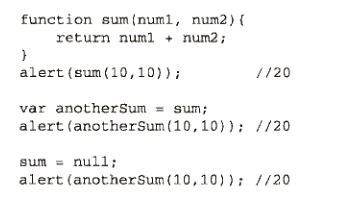 function sum(num1, num2){
    return num1 + num2;
}
alert(sum(10,10));          //20
var anotherSum = sum;
alert(anotherSum(10,10)); //20
sum = null;
alert(anotherSum(10,10)); //20